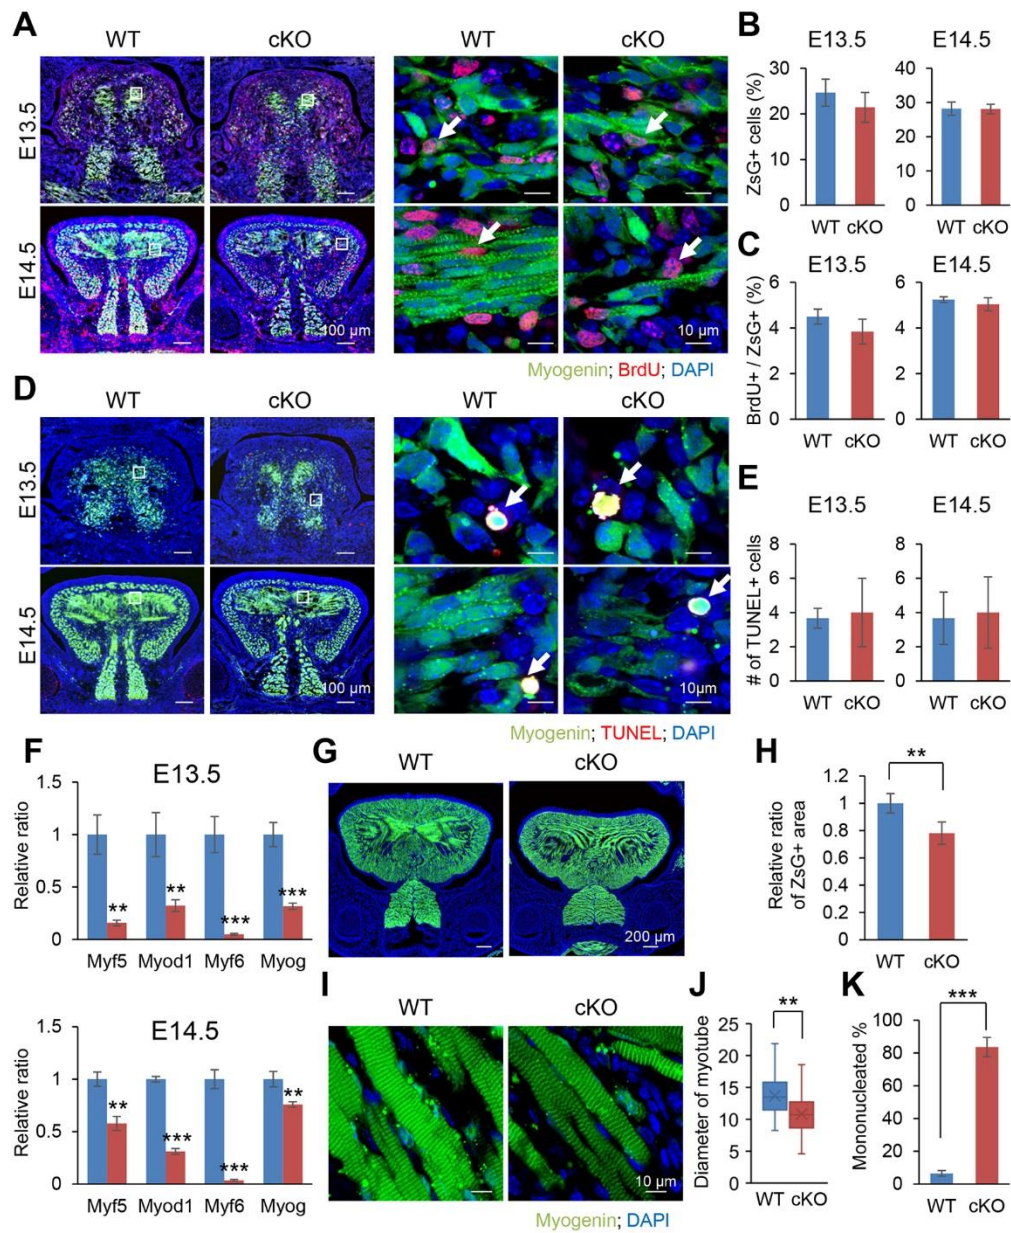 A
WT
cKO
WT
cKO
E13.5
E14.5
100 µm
10 µm
Myogenin; BrdU; DAPI
B
E13.5
E14.5
ZsG+ cells (%)
30
20
10
0
WT cKO
40
30
20
10
0
WT cKO
C
E13.5
E14.5
BrdU+ / ZsG+ (%)
6
4
2
0
WT cKO
6
4
2
0
WT cKO
D
WT
cKO
WT
cKO
E13.5
E14.5
100 µm
10µm
Myogenin; TUNEL; DAPI
E
E13.5
E14.5
# of TUNEL+ cells
8
6
4
2
0
WT cKO
8
6
4
2
0
WT cKO
F
E13.5
Relative ratio
1.5
1
0.5
0
**
**
***
***
Myf5 Myod1 Myf6 Myog
E14.5
Relative ratio
1.5
1
0.5
0
**
***
***
**
Myf5 Myod1 Myf6 Myog
G
WT
cKO
200 µm
H
**
Relative ratio
of ZsG+ area
1.2
1
0.8
0.6
0.4
0.2
0
WT cKO
I
WT
cKO
10 µm
Myogenin; DAPI
J
**
Diameter of myotube
25
20
15
10
5
0
WT cKO
K
***
Mononucleated %
100
80
60
40
20
0
WT cKO